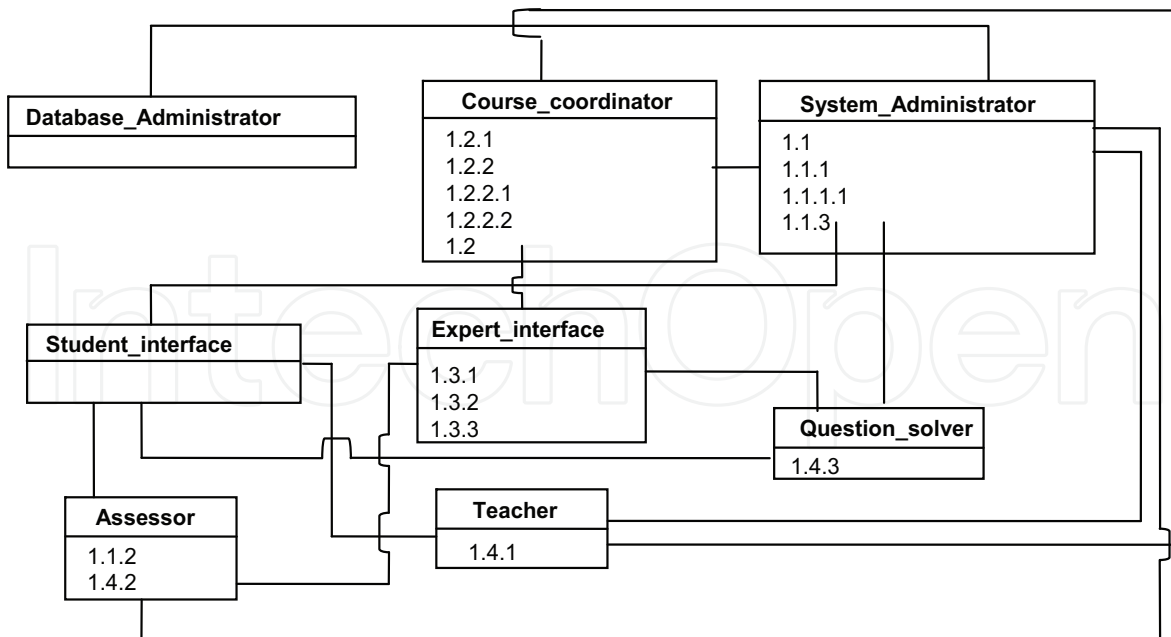 Database_Administrator
Course_coordinator
1.2.1
1.2.2
1.2.2.1
1.2.2.2
1.2
System_Administrator
1.1
1.1.1
1.1.1.1
1.1.3
Student_interface
Expert_interface
1.3.1
1.3.2
1.3.3
Question_solver
1.4.3
Assessor
1.1.2
1.4.2
Teacher
1.4.1
IntechOpen